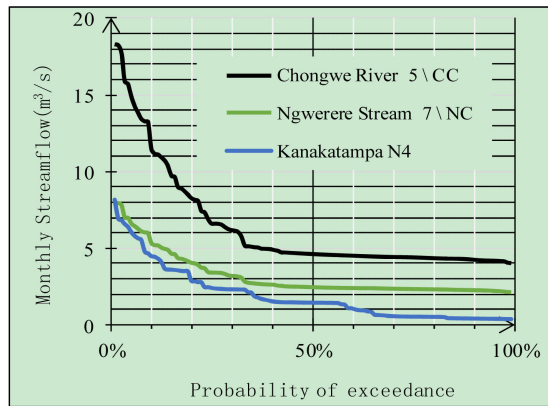 Monthly Streamflow(m³/s)
20
15
10
5
0
Chongwe River 5 \ CC
Ngwerere Stream 7 \ NC
Kanakatampa N4
0%
50%
100%
Probability of exceedance